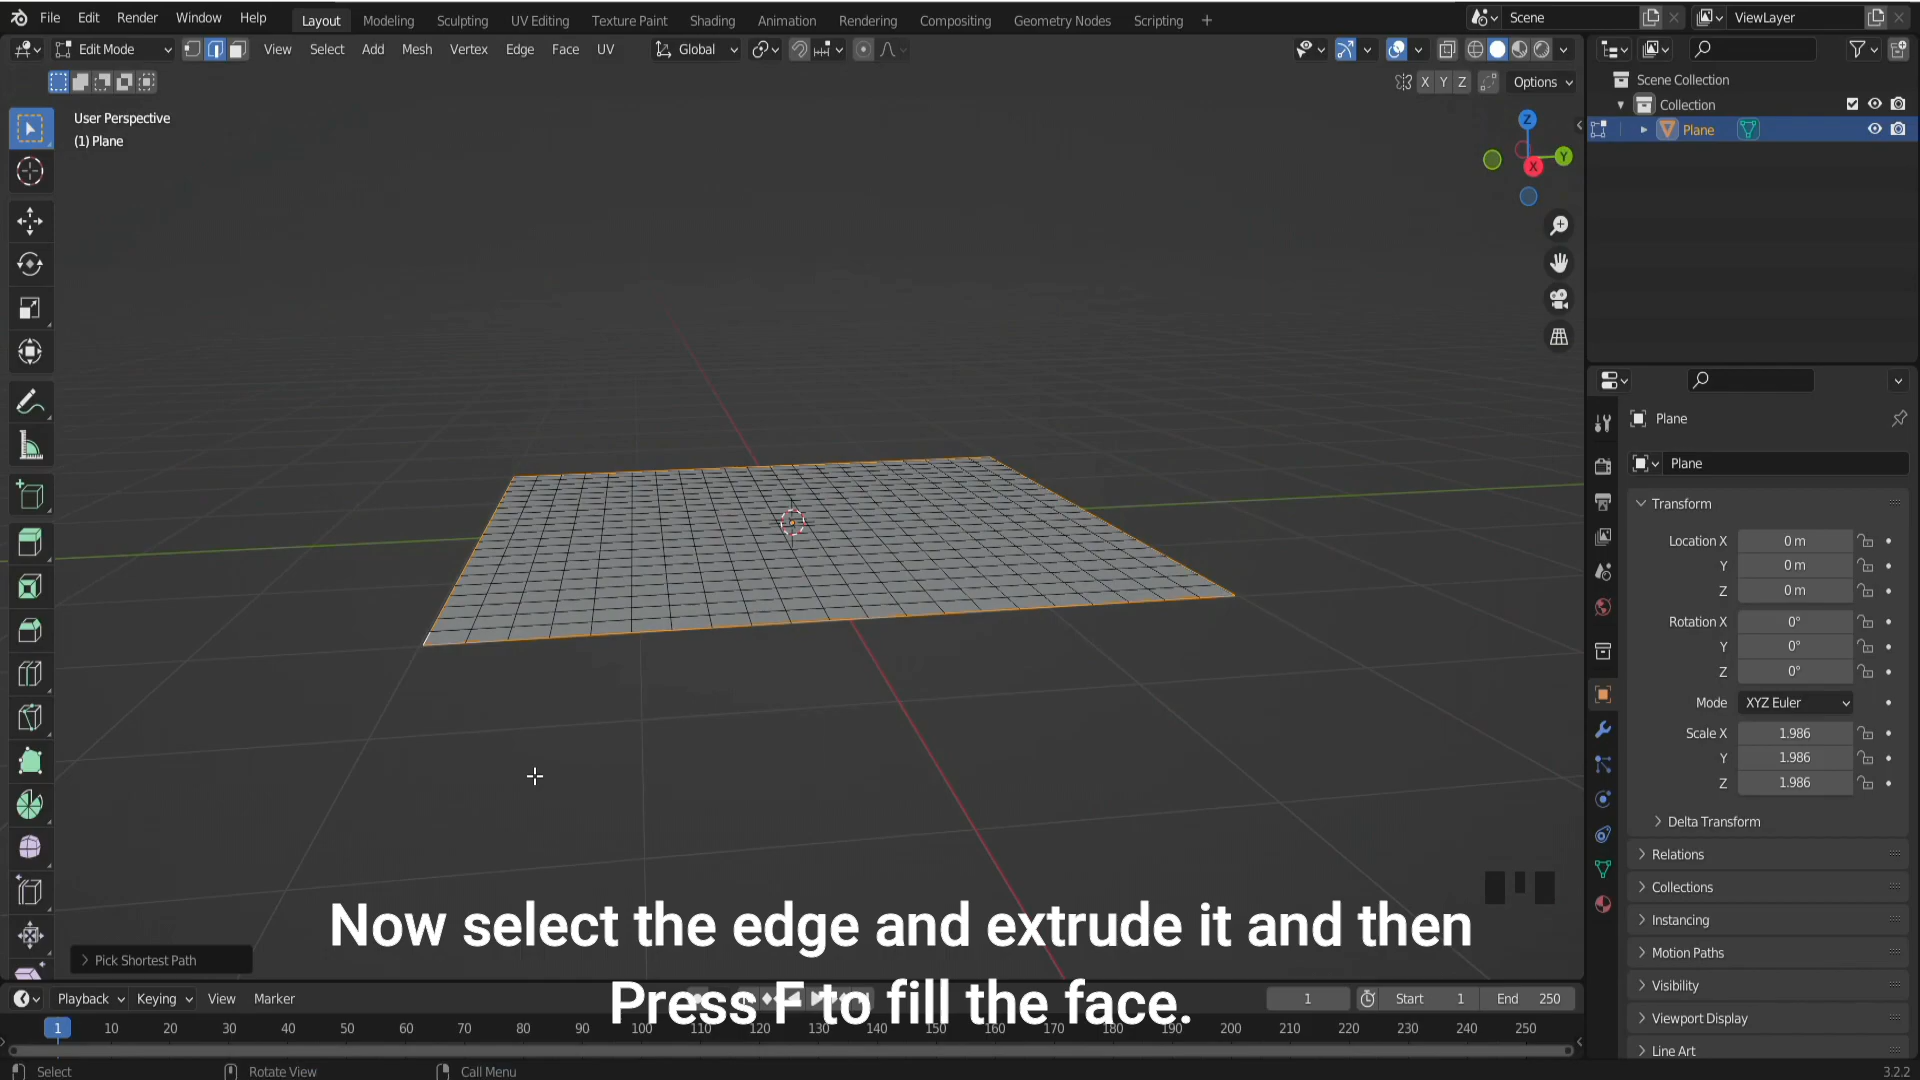 File Edit Render Window Help Layout Modeling Sculpting UV Editing Texture Paint Shading Animation Rendering Compositing Geometry Nodes Scripting + Scene ViewLayer
Edit Mode View Select Add Mesh Vertex Edge Face UV Global
X Y Z Options
User Perspective
(1) Plane
Z
Y
X
Scene Collection
Collection
Plane
Plane
Plane
Transform
Location X 0 m
Y 0 m
Z 0 m
Rotation X 0°
Y 0°
Z 0°
Mode XYZ Euler
Scale X 1.986
Y 1.986
Z 1.986
Delta Transform
Relations
Collections
Instancing
Motion Paths
Visibility
Viewport Display
Line Art
Pick Shortest Path
Now select the edge and extrude it and then
Press F to fill the face.
Playback Keying View Marker 1 Start 1 End 250
1 10 20 30 40 50 60 70 80 90 100 110 120 130 140 150 160 170 180 190 200 210 220 230 240 250
Select Rotate View Call Menu 3.2.2